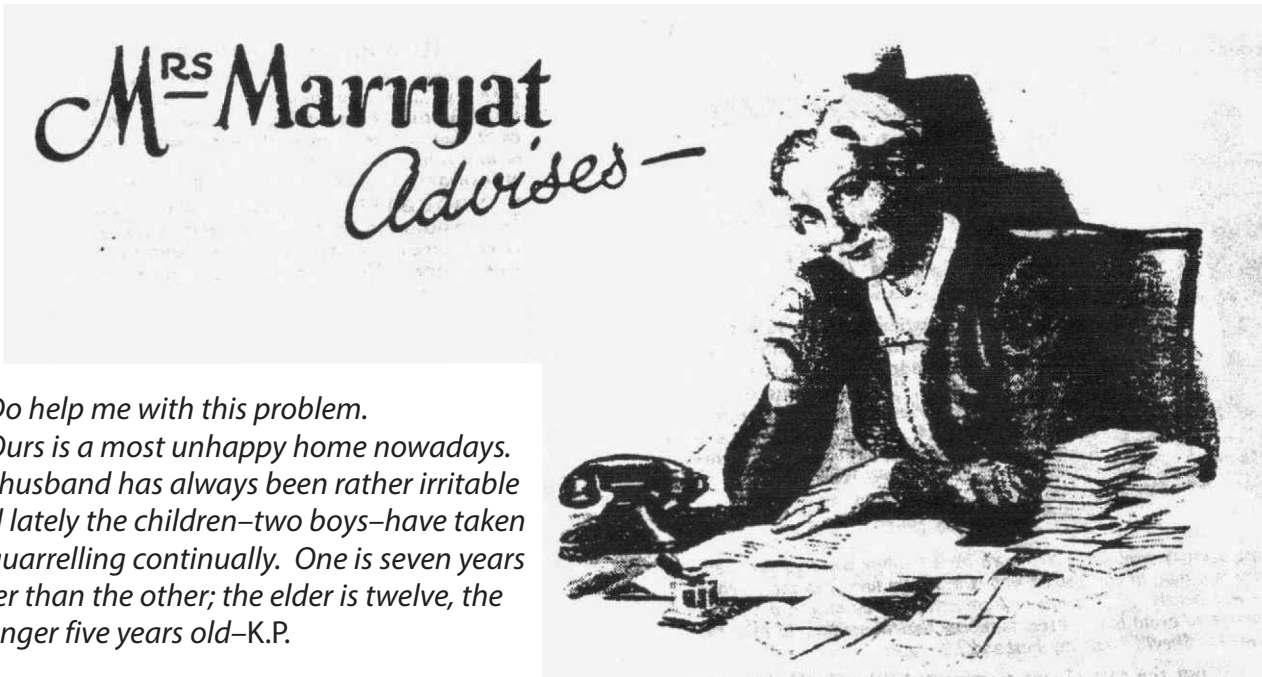 Mrs Marryat
Advises—
Do help me with this problem.
Ours is a most unhappy home nowadays.
husband has always been rather irritable
lately the children–two boys–have taken
quarrelling continually. One is seven years
than the other; the elder is twelve, the
five years old–K.P.